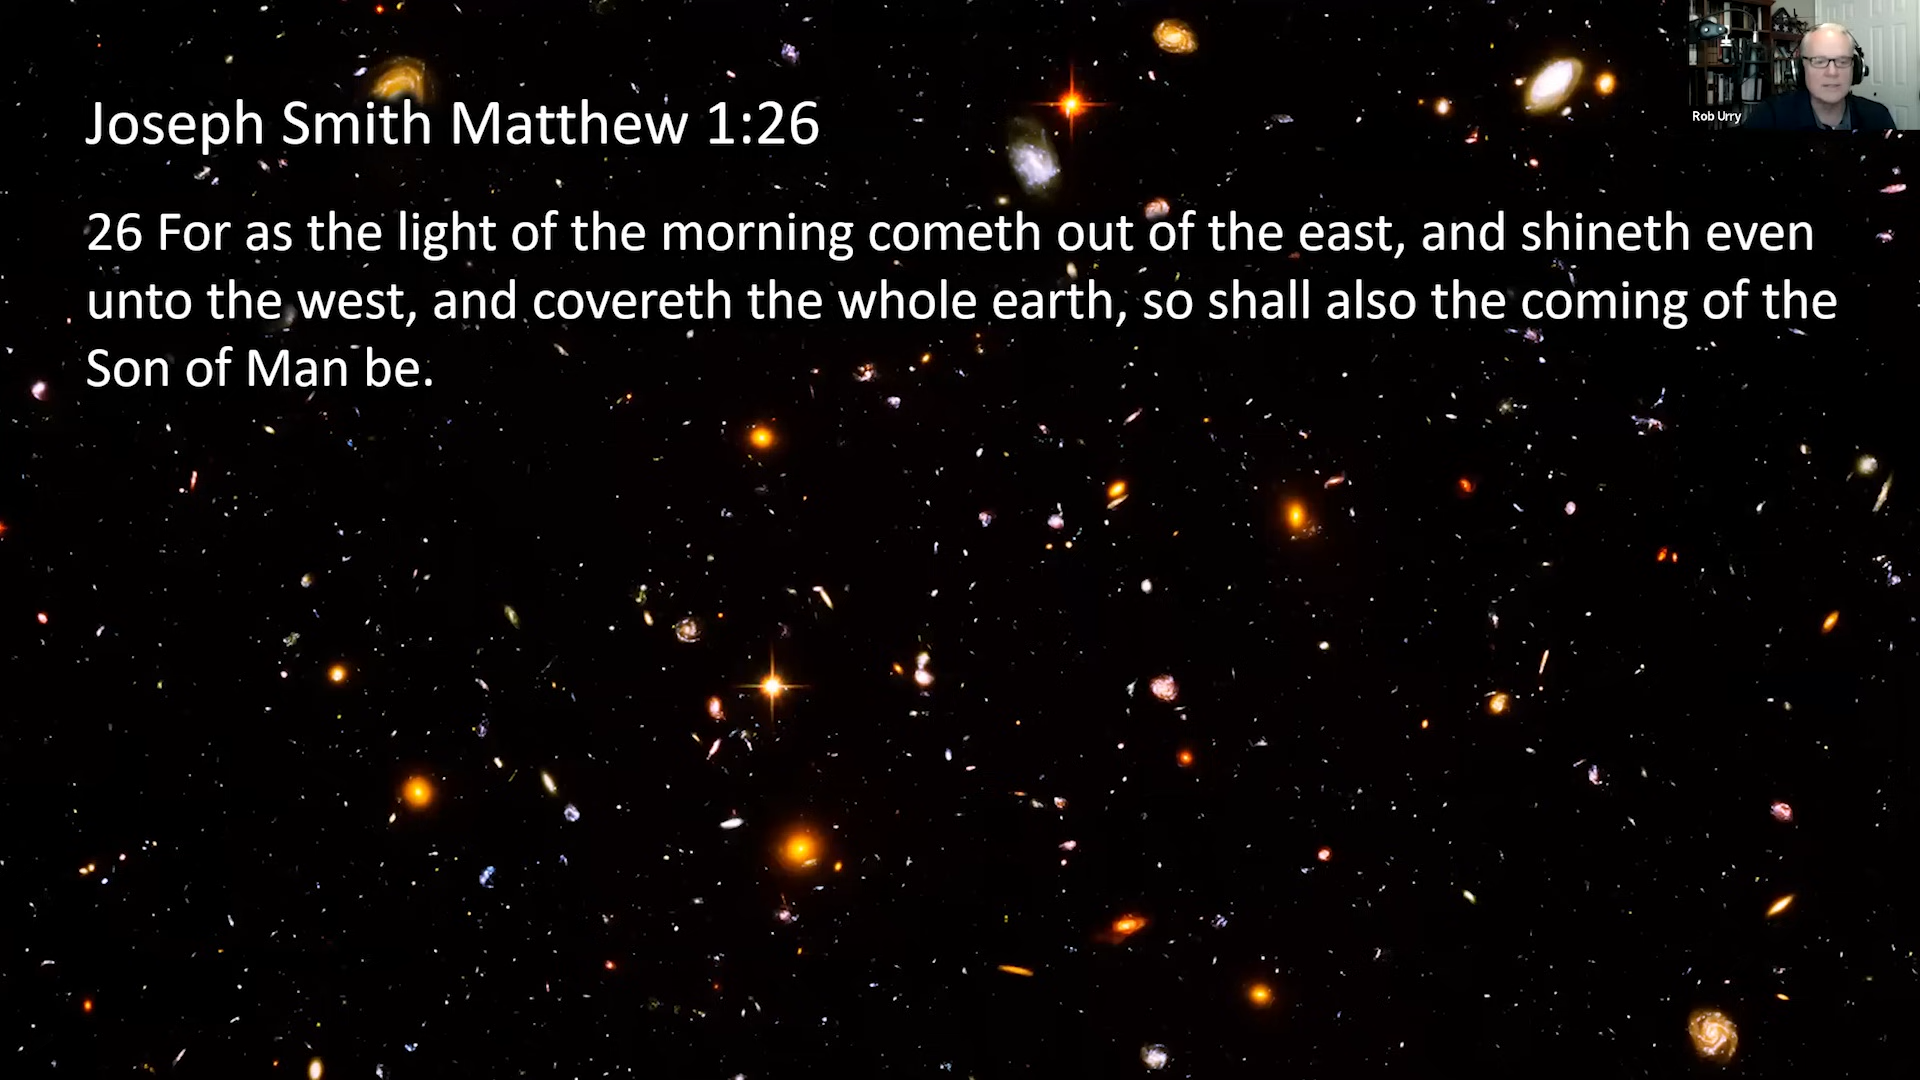 Joseph Smith Matthew 1:26
26 For as the light of the morning cometh out of the east, and shineth even
unto the west, and covereth the whole earth, so shall also the coming of the
Son of Man be.
Rob Urry